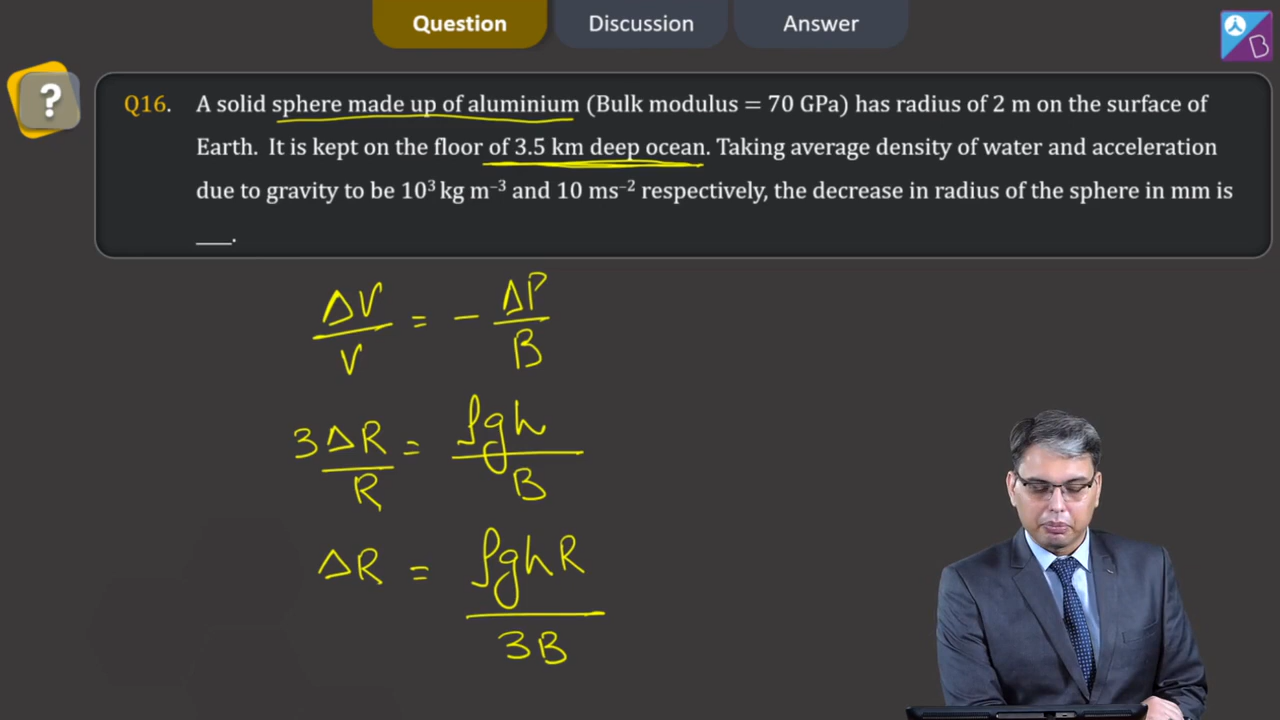 Question Discussion Answer
B
?
Q16. A solid sphere made up of aluminium (Bulk modulus = 70 GPa) has radius of 2 m on the surface of
Earth. It is kept on the floor of 3.5 km deep ocean. Taking average density of water and acceleration
due to gravity to be 10³ kg m⁻³ and 10 ms⁻² respectively, the decrease in radius of the sphere in mm is
___.
ΔV/V = − ΔP/B
3ΔR/R = ρgh/B
ΔR = ρghR/3B